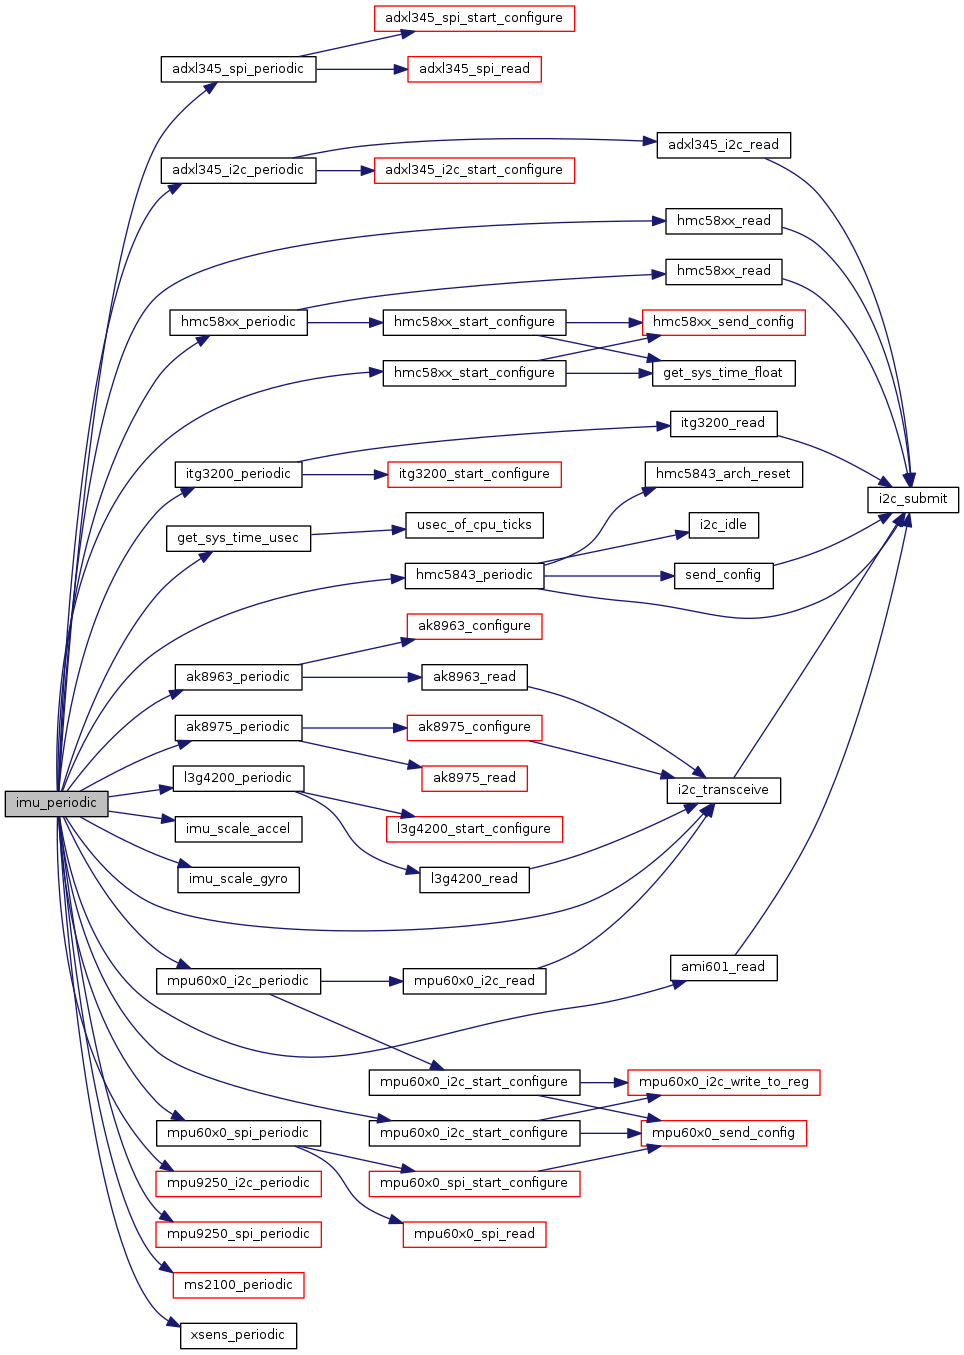 adxl345_spi_start_configure
adxl345_spi_periodic
adxl345_spi_read
adxl345_i2c_read
adxl345_i2c_periodic
adxl345_i2c_start_configure
hmc58xx_read
hmc58xx_read
hmc58xx_periodic
hmc58xx_start_configure
hmc58xx_send_config
hmc58xx_start_configure
get_sys_time_float
itg3200_read
itg3200_periodic
itg3200_start_configure
hmc5843_arch_reset
i2c_submit
get_sys_time_usec
usec_of_cpu_ticks
i2c_idle
hmc5843_periodic
send_config
ak8963_configure
ak8963_periodic
ak8963_read
ak8975_periodic
ak8975_configure
l3g4200_periodic
ak8975_read
i2c_transceive
imu_periodic
imu_scale_accel
l3g4200_start_configure
imu_scale_gyro
l3g4200_read
ami601_read
mpu60x0_i2c_periodic
mpu60x0_i2c_read
mpu60x0_i2c_start_configure
mpu60x0_i2c_write_to_reg
mpu60x0_spi_periodic
mpu60x0_i2c_start_configure
mpu60x0_send_config
mpu9250_i2c_periodic
mpu60x0_spi_start_configure
mpu9250_spi_periodic
mpu60x0_spi_read
ms2100_periodic
xsens_periodic